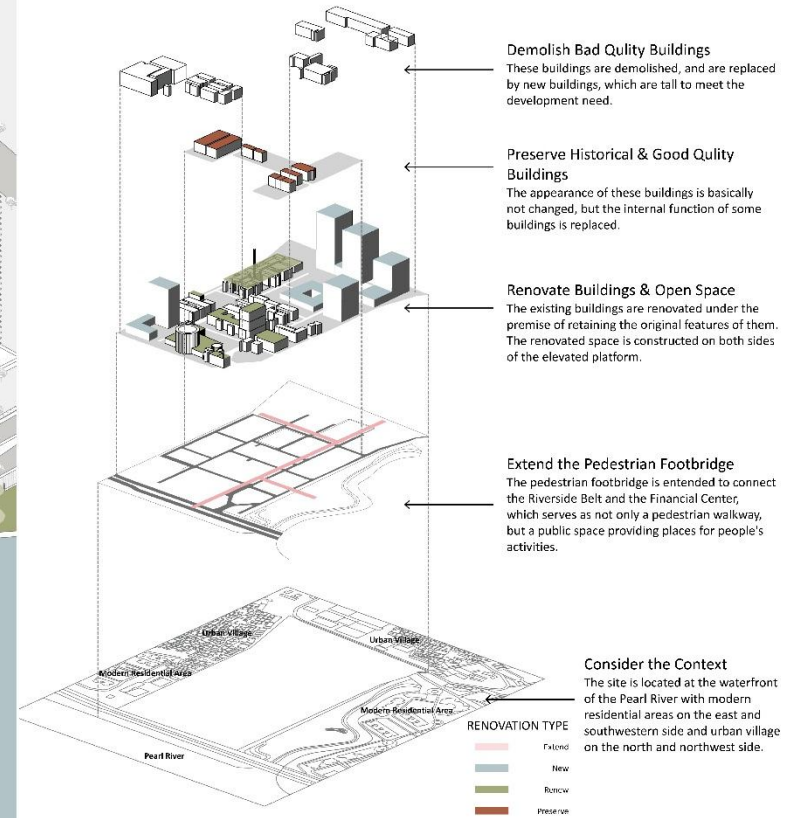 Demolish Bad Qulity Buildings
These buildings are demolished, and are replaced
by new buildings, which are tall to meet the
development need.
Preserve Historical & Good Qulity
Buildings
The appearance of these buildings is basically
not changed, but the internal function of some
buildings is replaced.
Renovate Buildings & Open Space
The existing buildings are renovated under the
premise of retaining the original features of them.
The renovated space is constructed on both sides
of the elevated platform.
Extend the Pedestrian Footbridge
The pedestrian footbridge is entended to connect
the Riverside Belt and the Financial Center,
which serves as not only a pedestrian walkway,
but a public space providing places for people's
activities.
Urban Village
Urban Village
Modern Residential Area
Modern Residential Area
Pearl River
Consider the Context
The site is located at the waterfront
of the Pearl River with modern
residential areas on the east and
southwestern side and urban village
on the north and northwest side.
RENOVATION TYPE
Extend
New
Renew
Preserve